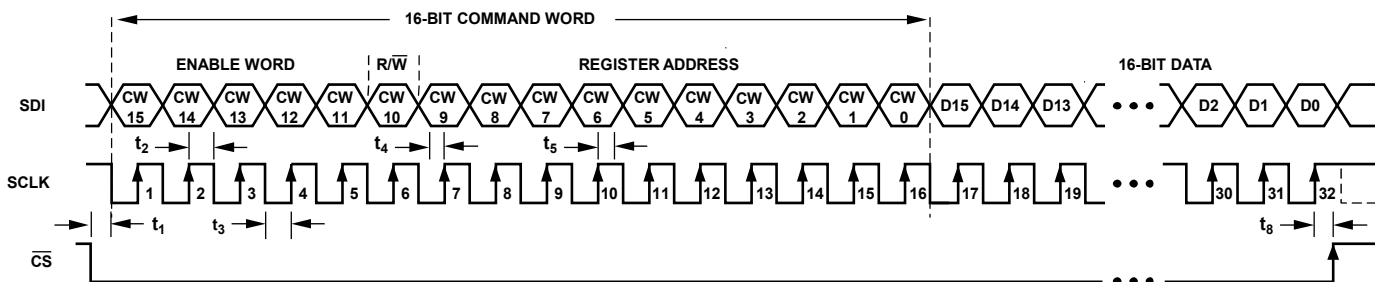 16-BIT COMMAND WORD
ENABLE WORD R/W̅ REGISTER ADDRESS 16-BIT DATA
SDI CW 15 CW 14 CW 13 CW 12 CW 11 CW 10 CW 9 CW 8 CW 7 CW 6 CW 5 CW 4 CW 3 CW 2 CW 1 CW 0 D15 D14 D13 D2 D1 D0
t2 t4 t5
SCLK 1 2 3 4 5 6 7 8 9 10 11 12 13 14 15 16 17 18 19 30 31 32
t1 t3 t8
C̅S̅